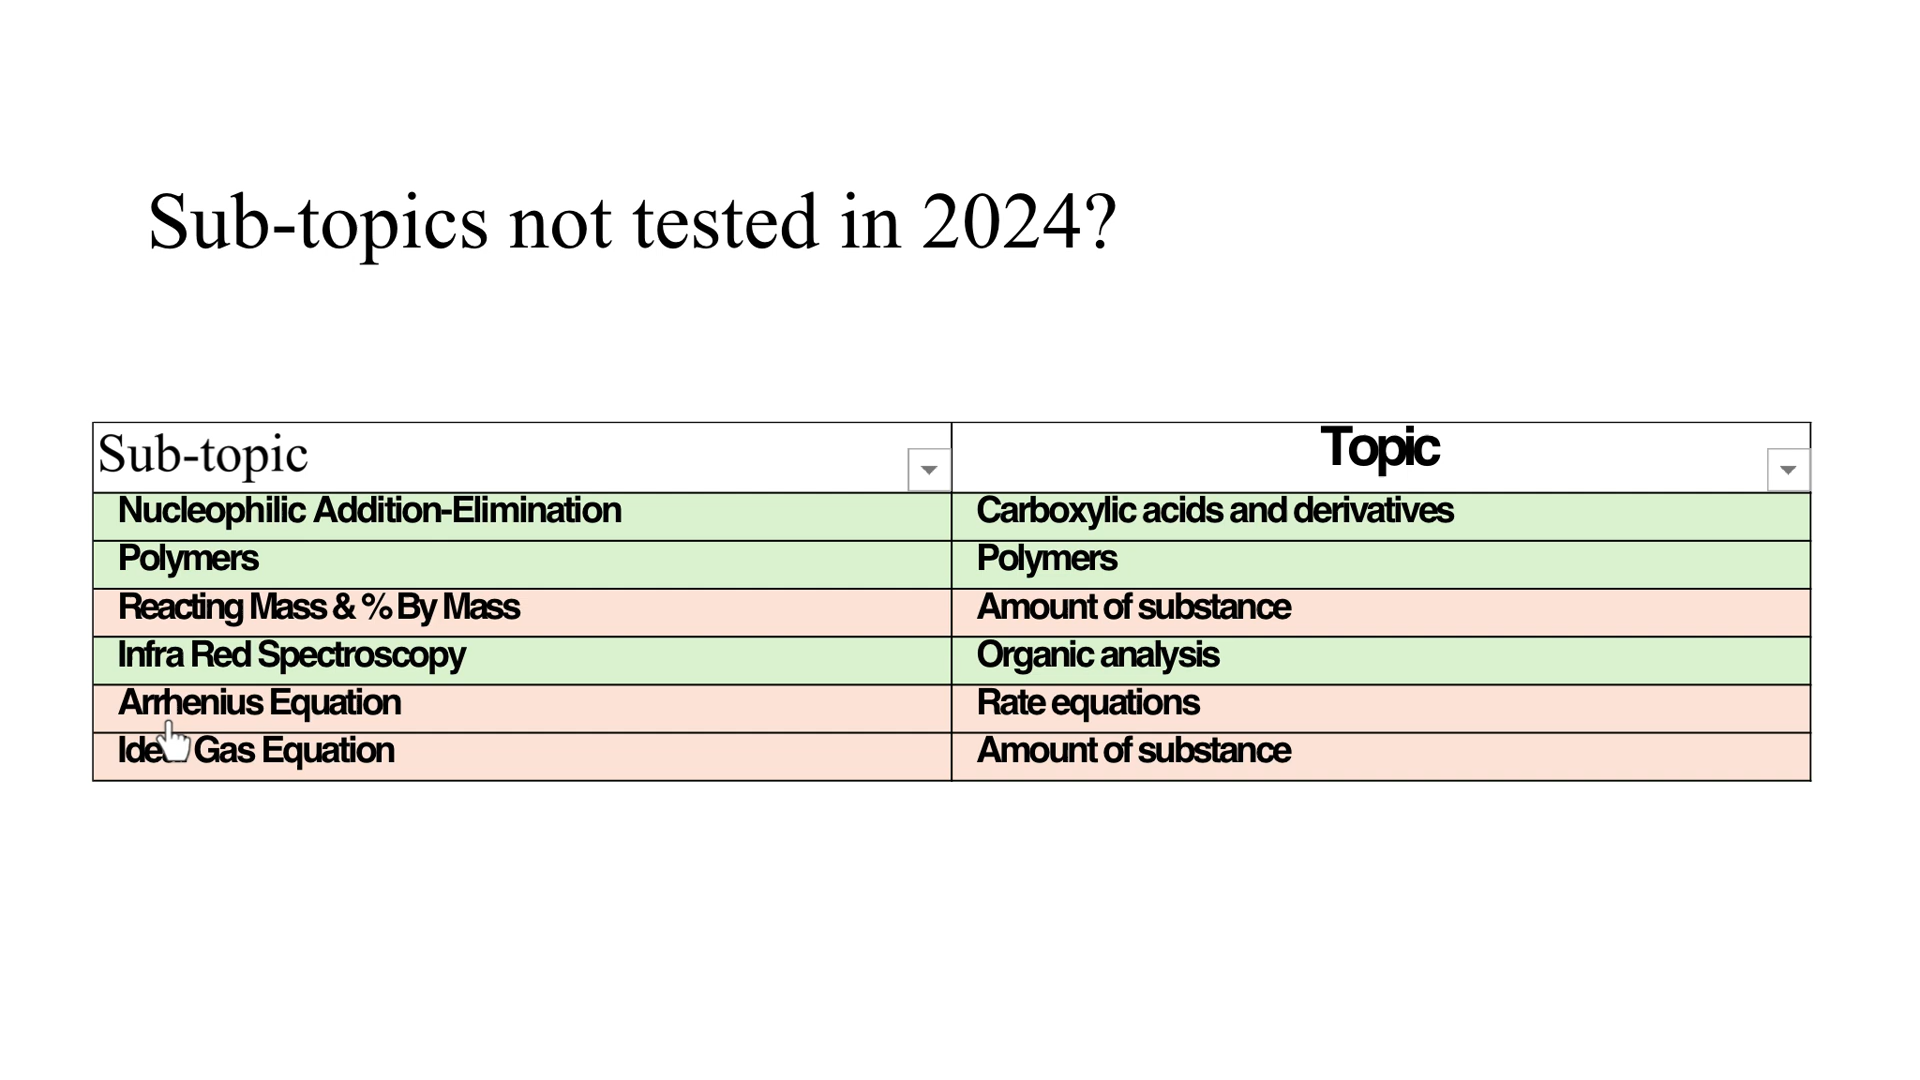 Sub-topics not tested in 2024?
Sub-topic Topic
Nucleophilic Addition-Elimination Carboxylic acids and derivatives
Polymers Polymers
Reacting Mass & % By Mass Amount of substance
Infra Red Spectroscopy Organic analysis
Arrhenius Equation Rate equations
Gas Equation Amount of substance